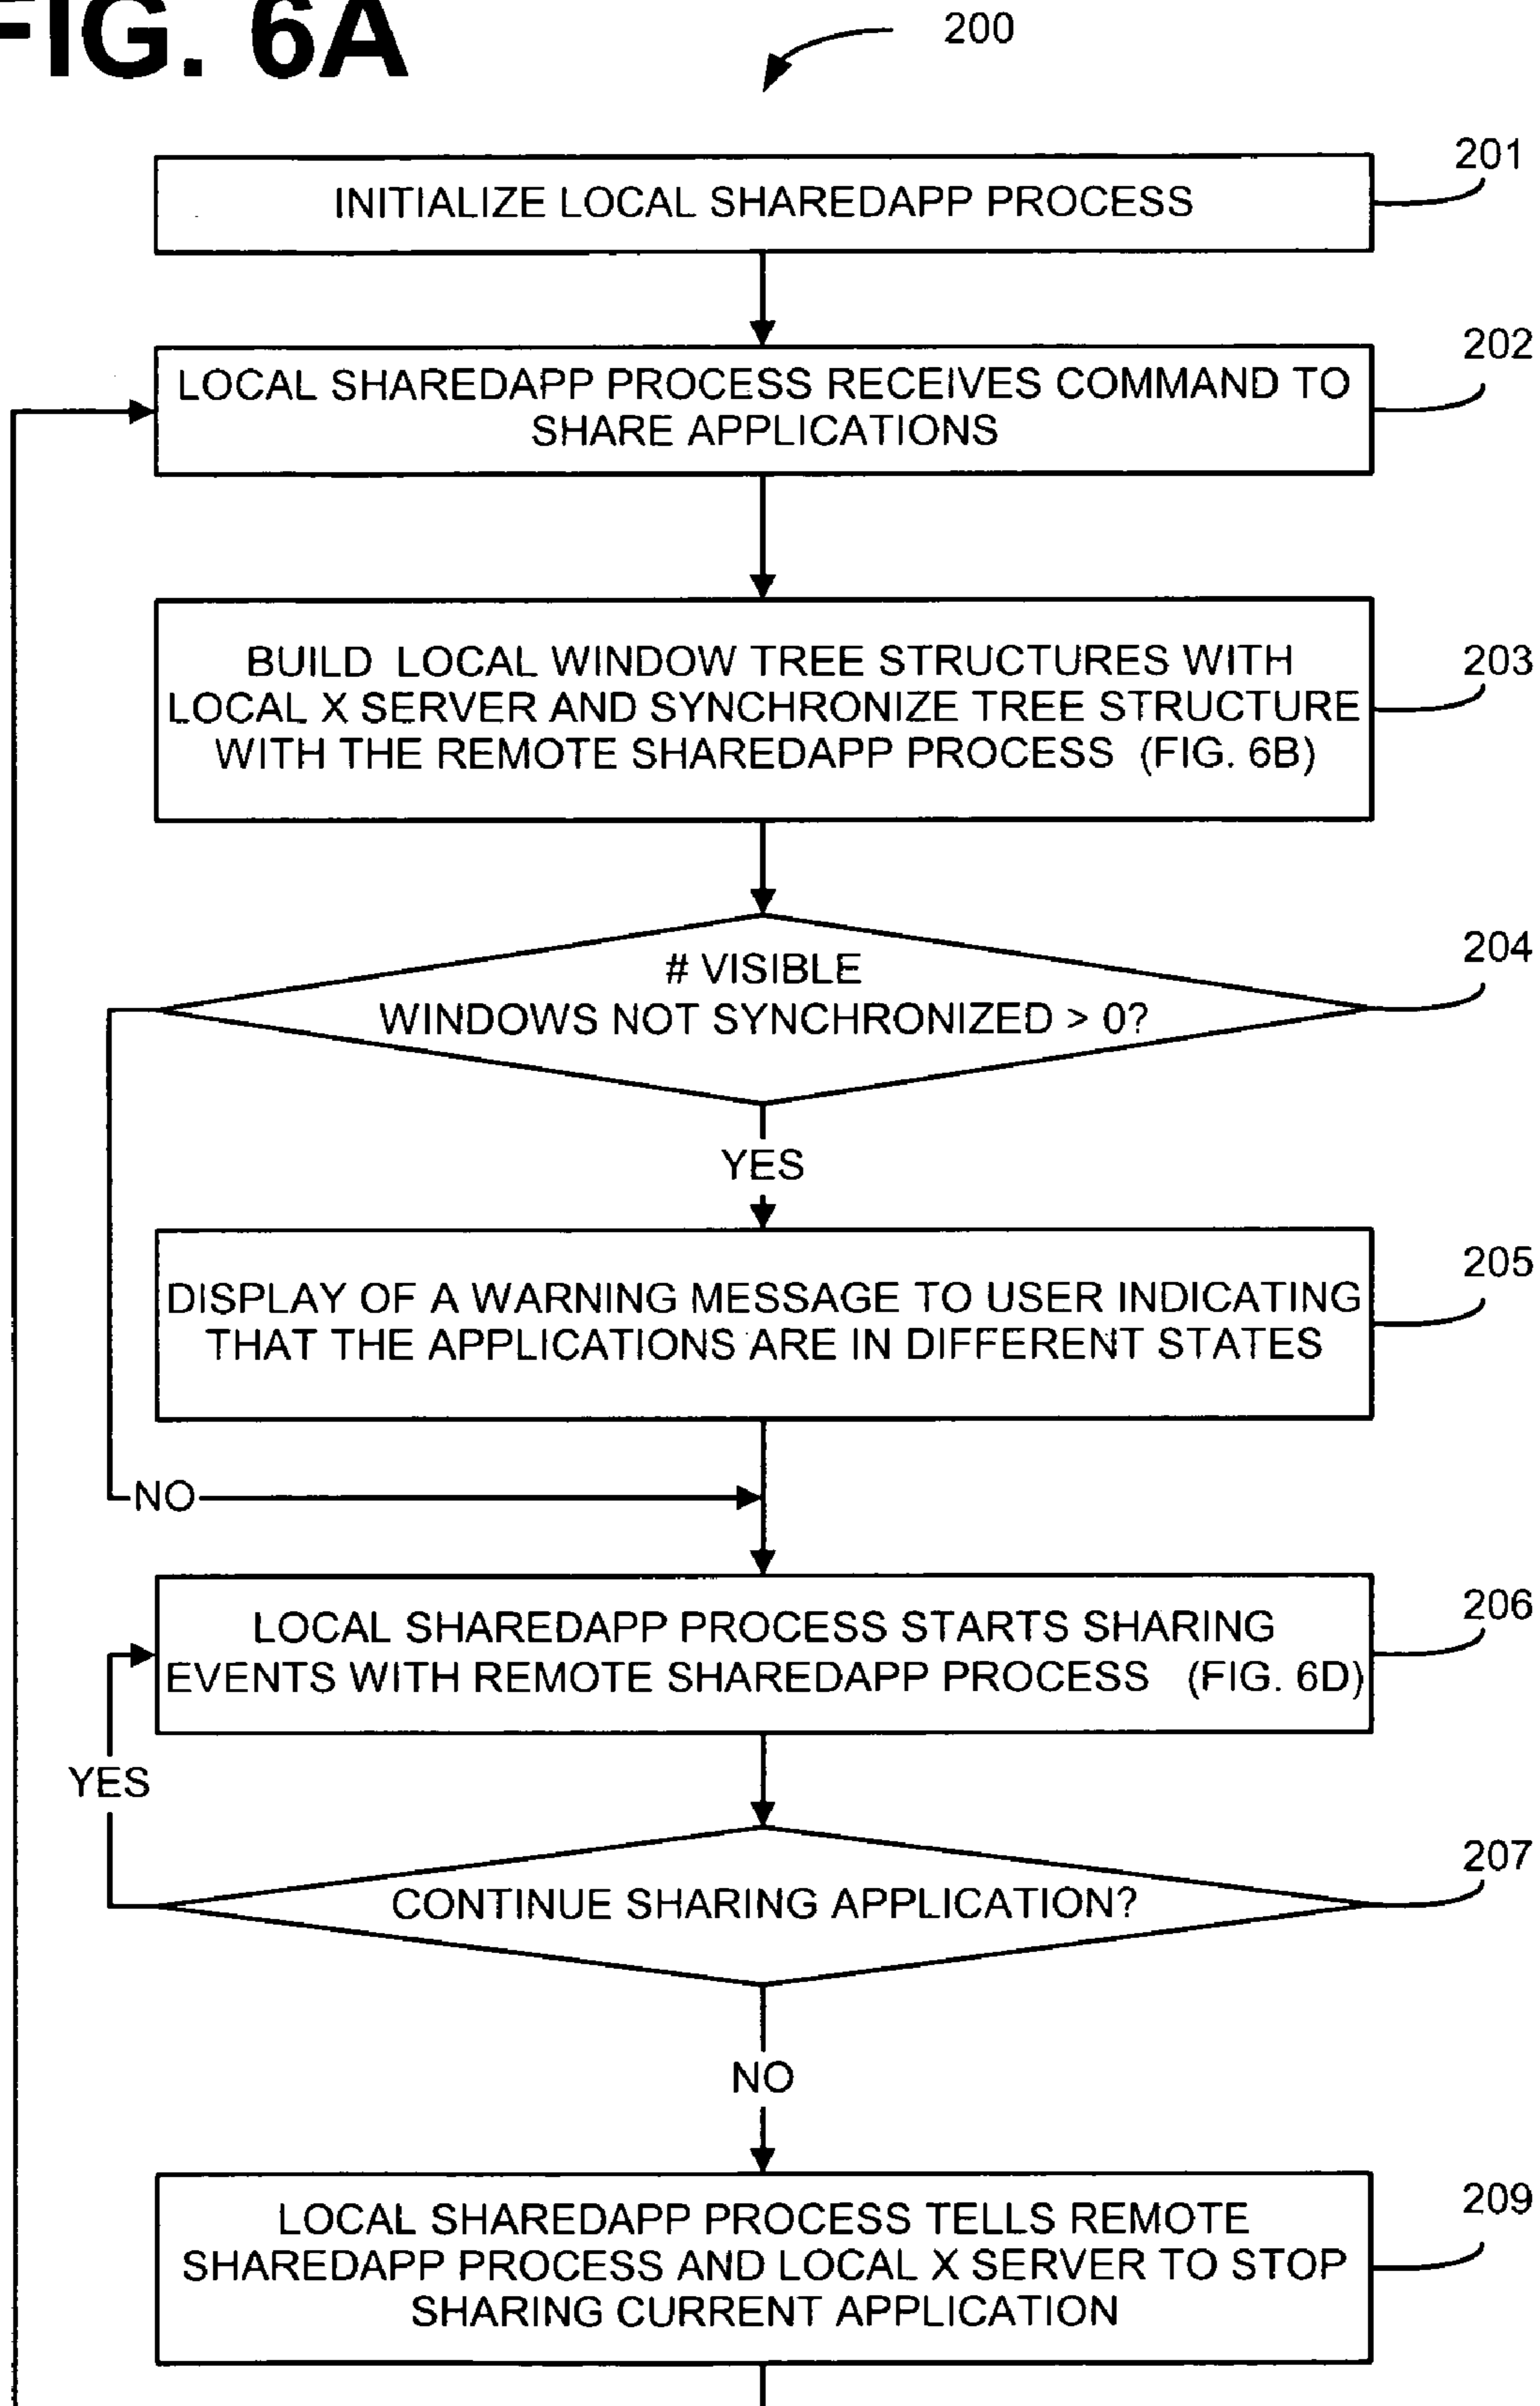 FIG. 6A
200
201
INITIALIZE LOCAL SHAREDAPP PROCESS
202
LOCAL SHAREDAPP PROCESS RECEIVES COMMAND TO
SHARE APPLICATIONS
203
BUILD LOCAL WINDOW TREE STRUCTURES WITH
LOCAL X SERVER AND SYNCHRONIZE TREE STRUCTURE
WITH THE REMOTE SHAREDAPP PROCESS (FIG. 6B)
204
# VISIBLE
WINDOWS NOT SYNCHRONIZED > 0?
YES
205
DISPLAY OF A WARNING MESSAGE TO USER INDICATING
THAT THE APPLICATIONS ARE IN DIFFERENT STATES
NO
206
LOCAL SHAREDAPP PROCESS STARTS SHARING
EVENTS WITH REMOTE SHAREDAPP PROCESS (FIG. 6D)
YES
207
CONTINUE SHARING APPLICATION?
NO
209
LOCAL SHAREDAPP PROCESS TELLS REMOTE
SHAREDAPP PROCESS AND LOCAL X SERVER TO STOP
SHARING CURRENT APPLICATION